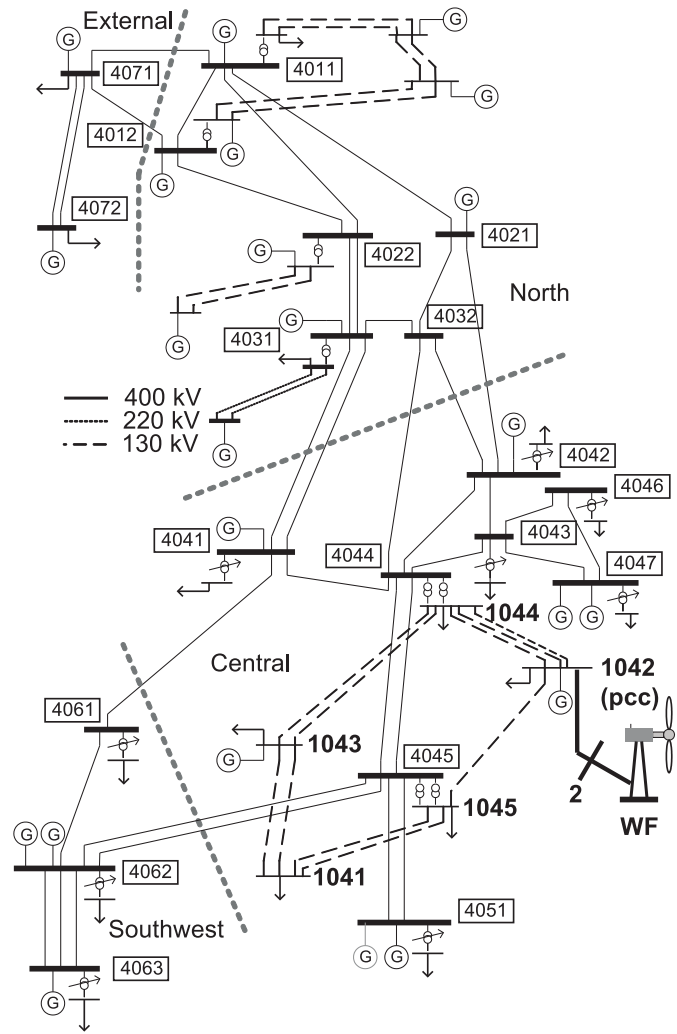 External
G
G
G
4071
4011
G
4012
G
G
4072
G
G
4021
G
4022
North
G
G
4031
4032
400 kV
220 kV
130 kV
G
G
4042
4046
G
4041
4044
4043
4047
G
G
1044
Central
1042
(pcc)
G
4061
1043
G
4045
2
1045
WF
G
G
4062
1041
Southwest
4051
G
G
4063
G